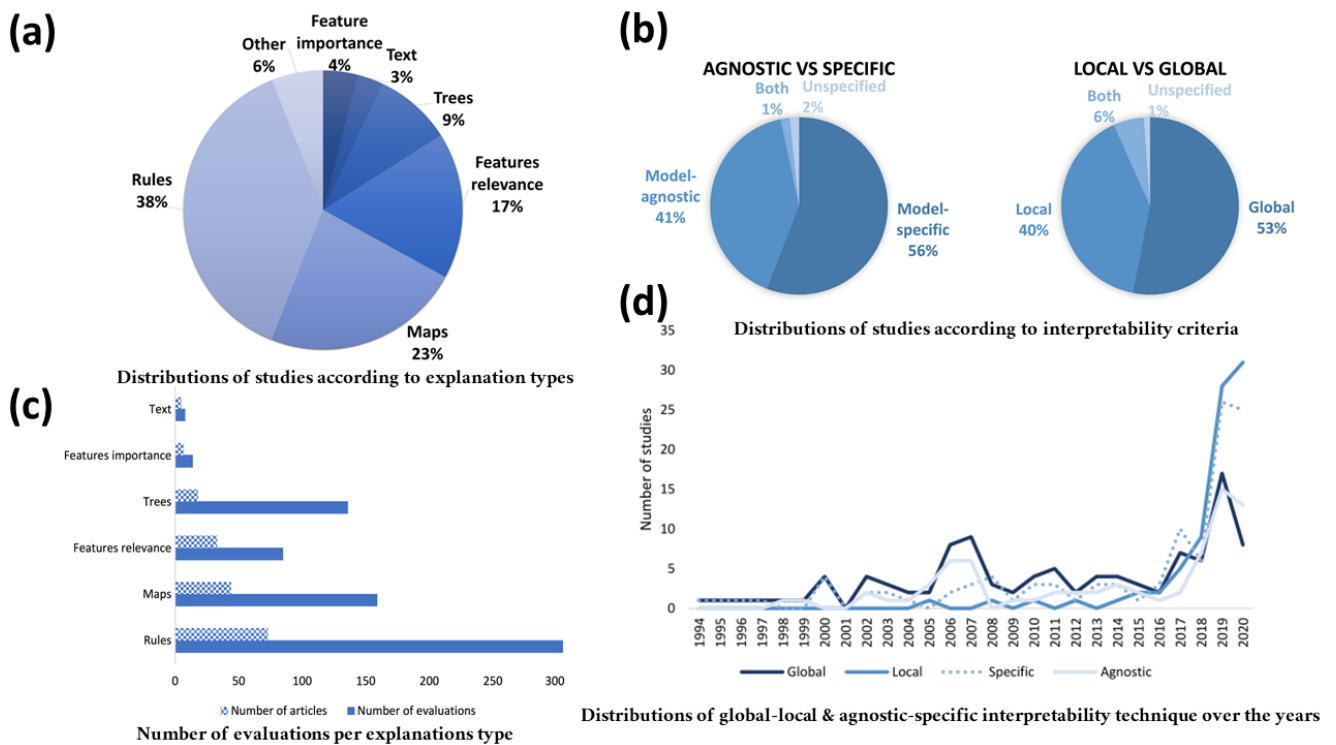 (a)
Feature
importance
4%
Text
3%
Trees
9%
Features
relevance
17%
Maps
23%
Rules
38%
Other
6%
Distributions of studies according to explanation types
(b)
AGNOSTIC VS SPECIFIC
Both
1%
Unspecified
2%
Model-
agnostic
41%
Model-
specific
56%
LOCAL VS GLOBAL
Both
6%
Unspecified
1%
Local
40%
Global
53%
Distributions of studies according to interpretability criteria
(c)
Text
Features importance
Trees
Features relevance
Maps
Rules
0 50 100 150 200 250 300
Number of articles Number of evaluations
Number of evaluations per explanations type
(d)
Number of studies
35
30
25
20
15
10
5
0
1994 1995 1996 1997 1998 1999 2000 2001 2002 2003 2004 2005 2006 2007 2008 2009 2010 2011 2012 2013 2014 2015 2016 2017 2018 2019 2020
Global Local Specific Agnostic
Distributions of global-local & agnostic-specific interpretability technique over the years